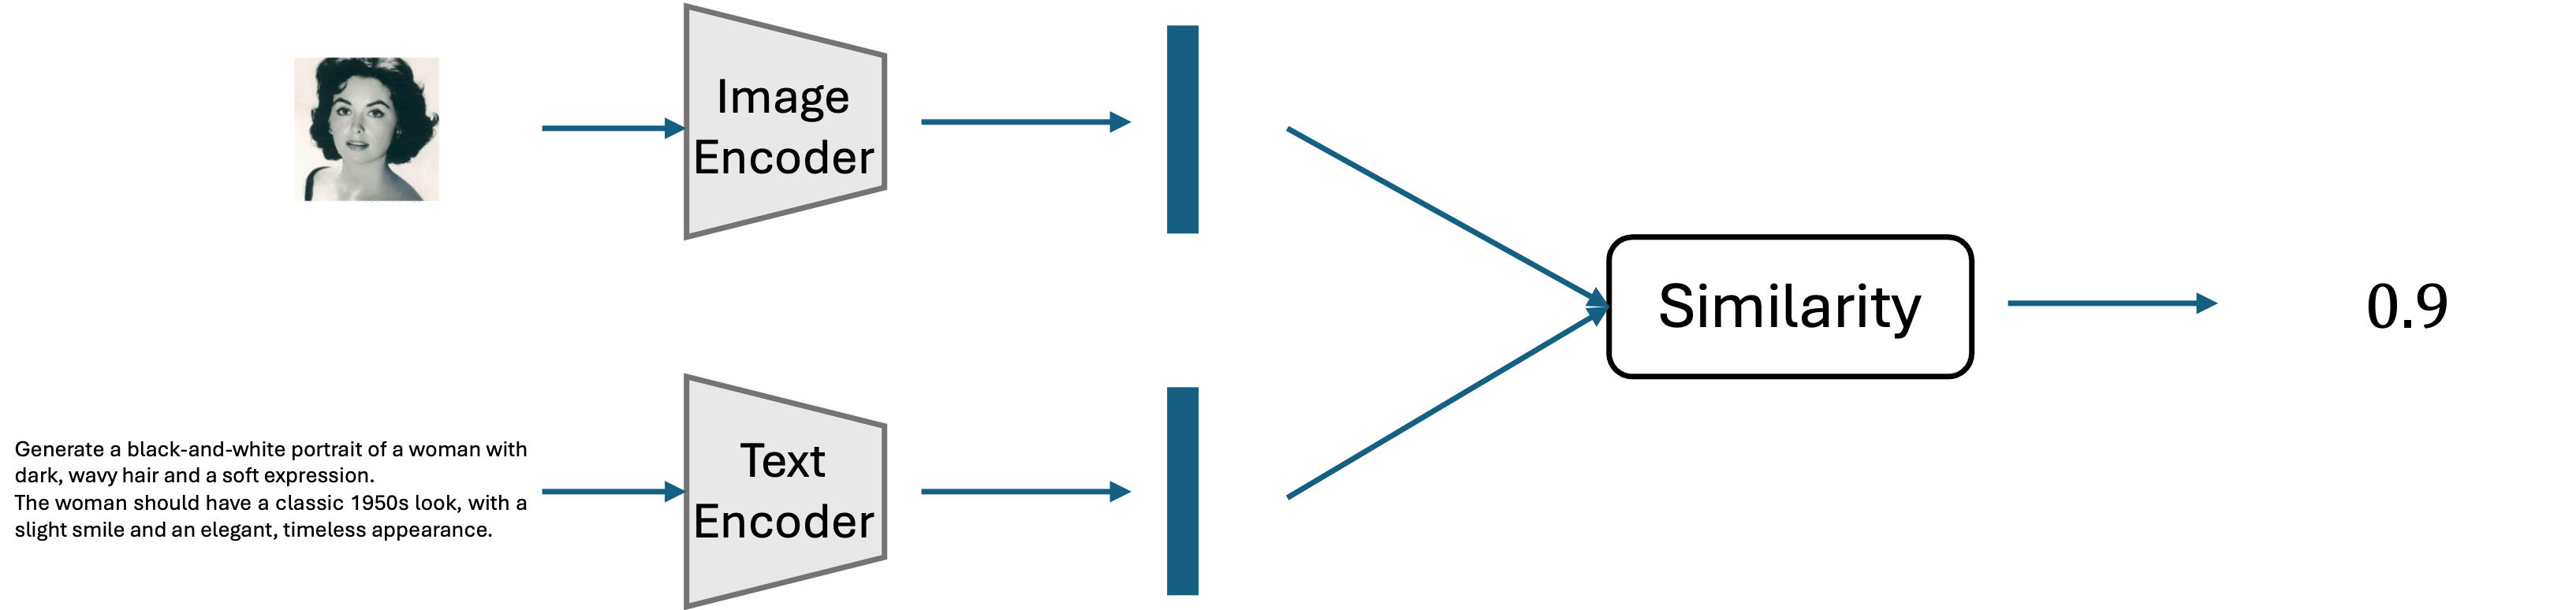 Image
Encoder
Generate a black-and-white portrait of a woman with
dark, wavy hair and a soft expression.
The woman should have a classic 1950s look, with a
slight smile and an elegant, timeless appearance.
Text
Encoder
Similarity
0.9